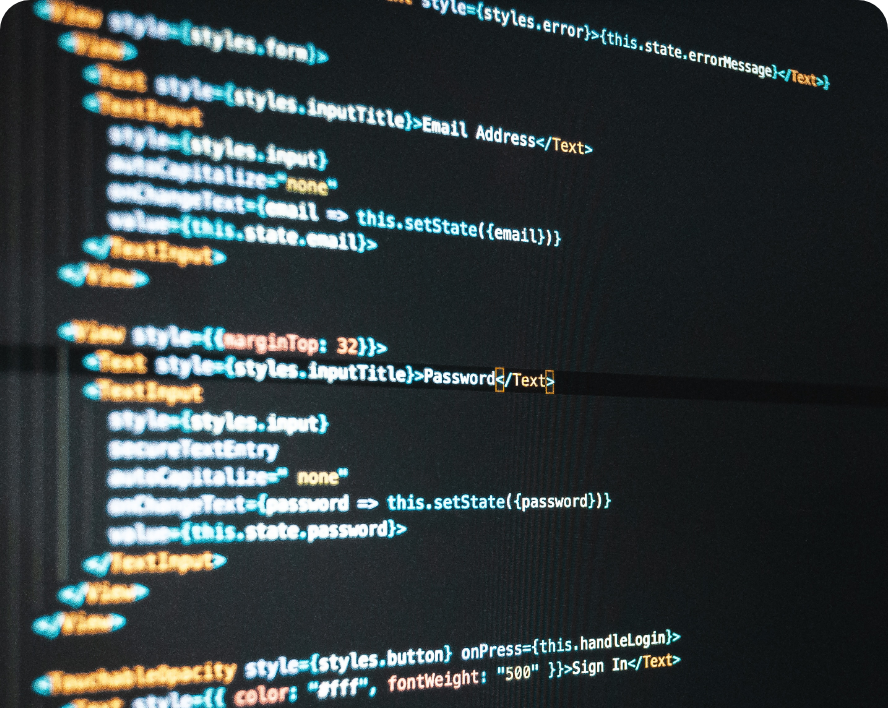 style={styles.error}>{this.state.errorMessage}</Text>}
<View style={styles.form}>
<View>
<Text style={styles.inputTitle}>Email Address</Text>
<TextInput
style={styles.input}
autoCapitalize="none"
onChangeText={email => this.setState({email})}
value={this.state.email}>
</TextInput>
</View>
<View style={{marginTop: 32}}>
<Text style={styles.inputTitle}>Password</Text>
<TextInput
style={styles.input}
secureTextEntry
autoCapitalize=" none"
onChangeText={password => this.setState({password})}
value={this.state.password}>
</TextInput>
</View>
</View>
<TouchableOpacity style={styles.button} onPress={this.handleLogin}>
<Text style={{ color: "#fff", fontWeight: "500" }}>Sign In</Text>